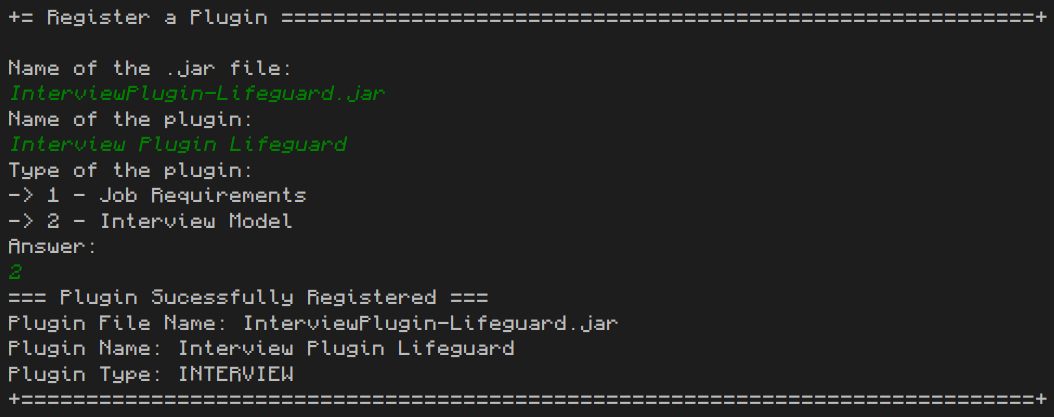 += Register a Plugin ==========================================================+
Name of the .jar file:
InterviewPlugin-Lifeguard.jar
Name of the plugin:
Interview Plugin Lifeguard
Type of the plugin:
-> 1 - Job Requirements
-> 2 - Interview Model
Answer:
2
=== Plugin Sucessfully Registered ===
Plugin File Name: InterviewPlugin-Lifeguard.jar
Plugin Name: Interview Plugin Lifeguard
Plugin Type: INTERVIEW
+==============================================================================+